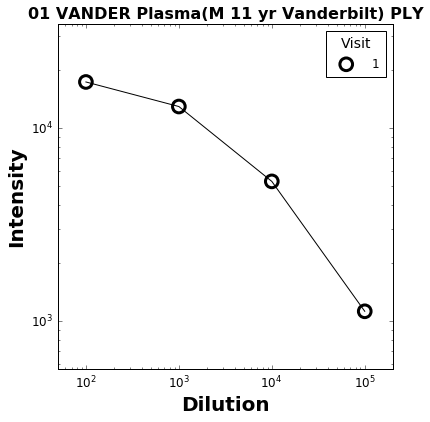 01 VANDER Plasma(M 11 yr Vanderbilt) PLY
Visit
1
Intensity
10⁴
10³
10² 10³ 10⁴ 10⁵
Dilution